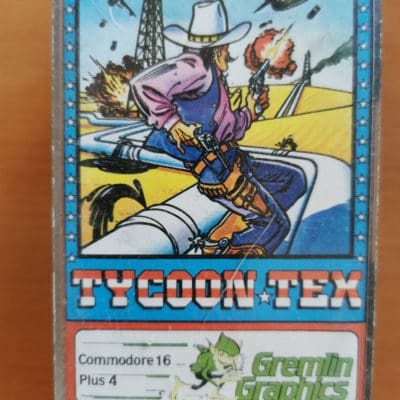 TYCOON★TEX
Commodore 16
Plus 4
Gremlin
Graphics